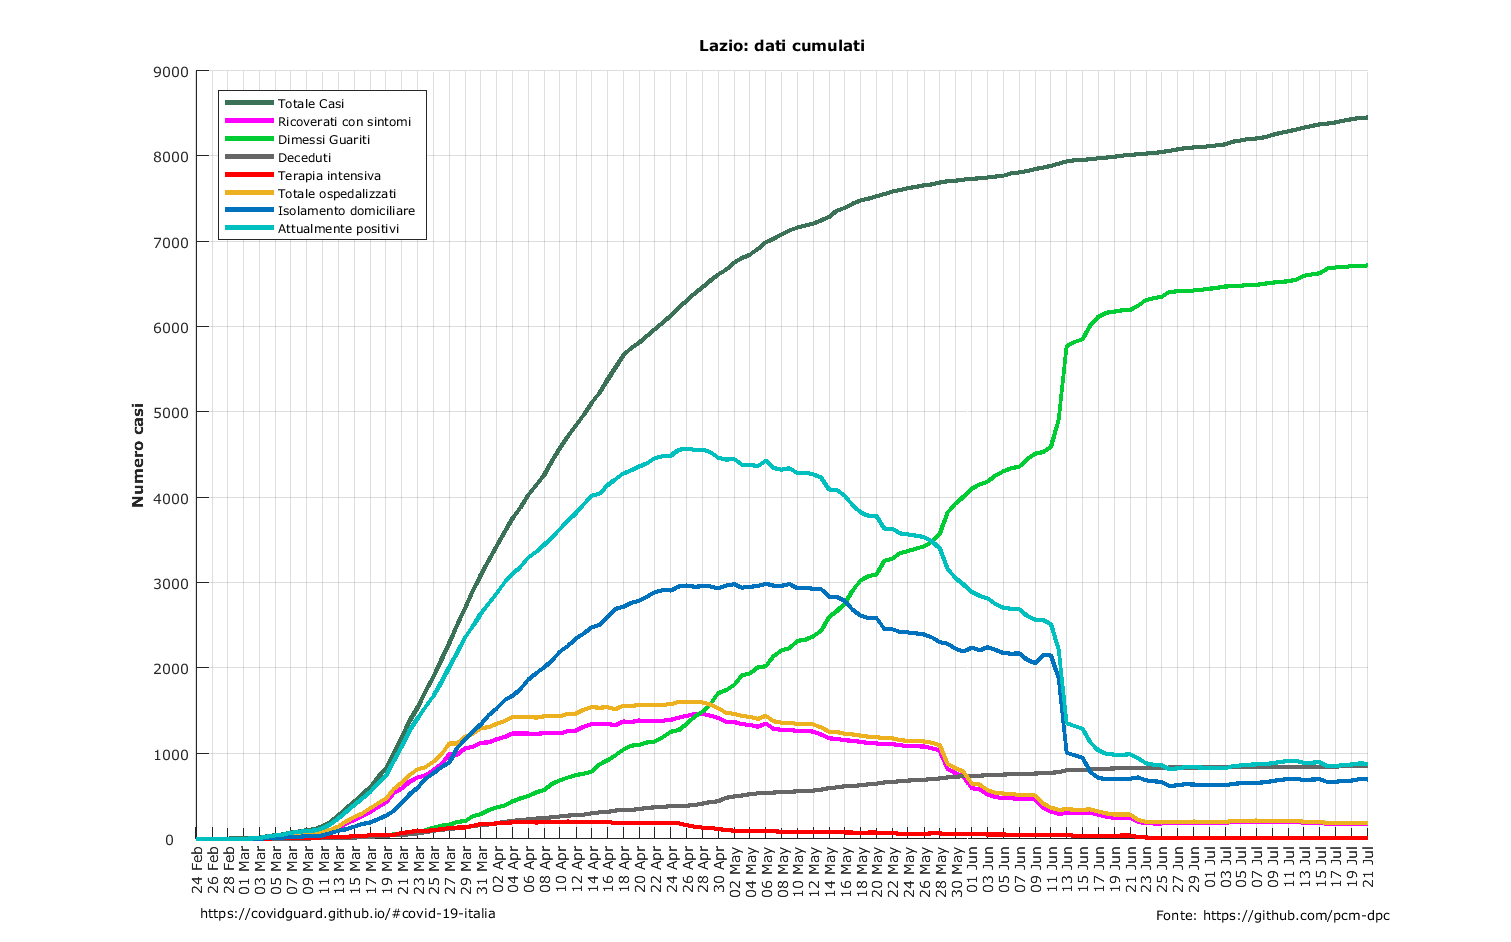 Lazio: dati cumulati
Numero casi
9000
8000
7000
6000
5000
4000
3000
2000
1000
0
Totale Casi
Ricoverati con sintomi
Dimessi Guariti
Deceduti
Terapia intensiva
Totale ospedalizzati
Isolamento domiciliare
Attualmente positivi
24 Feb
26 Feb
28 Feb
01 Mar
03 Mar
05 Mar
07 Mar
09 Mar
11 Mar
13 Mar
15 Mar
17 Mar
19 Mar
21 Mar
23 Mar
25 Mar
27 Mar
29 Mar
31 Mar
02 Apr
04 Apr
06 Apr
08 Apr
10 Apr
12 Apr
14 Apr
16 Apr
18 Apr
20 Apr
22 Apr
24 Apr
26 Apr
28 Apr
30 Apr
02 May
04 May
06 May
08 May
10 May
12 May
14 May
16 May
18 May
20 May
22 May
24 May
26 May
28 May
30 May
01 Jun
03 Jun
05 Jun
07 Jun
09 Jun
11 Jun
13 Jun
15 Jun
17 Jun
19 Jun
21 Jun
23 Jun
25 Jun
27 Jun
29 Jun
01 Jul
03 Jul
05 Jul
07 Jul
09 Jul
11 Jul
13 Jul
15 Jul
17 Jul
19 Jul
21 Jul
https://covidguard.github.io/#covid-19-italia
Fonte: https://github.com/pcm-dpc